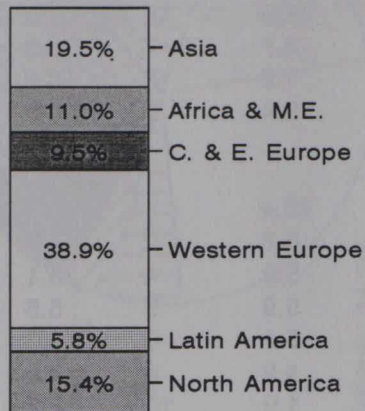 19.5% Asia
11.0% Africa & M.E.
9.5% C. & E. Europe
38.9% Western Europe
5.8% Latin America
15.4% North America